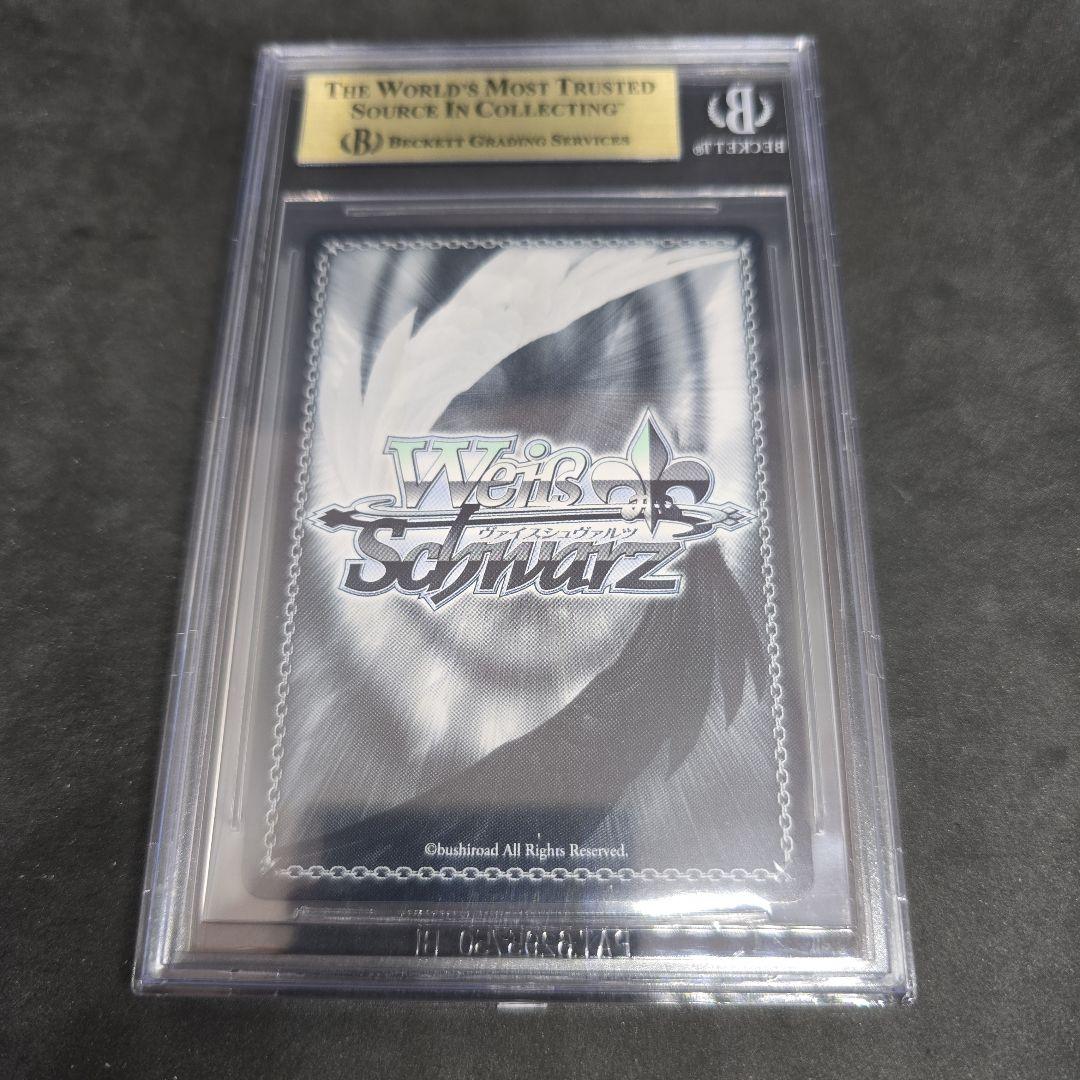 THE WORLD'S MOST TRUSTED
SOURCE IN COLLECTING™
B BECKETT GRADING SERVICES
B
BECKETT®
Weiß
ヴァイスシュヴァルツ
Schwarz
©bushiroad All Rights Reserved.